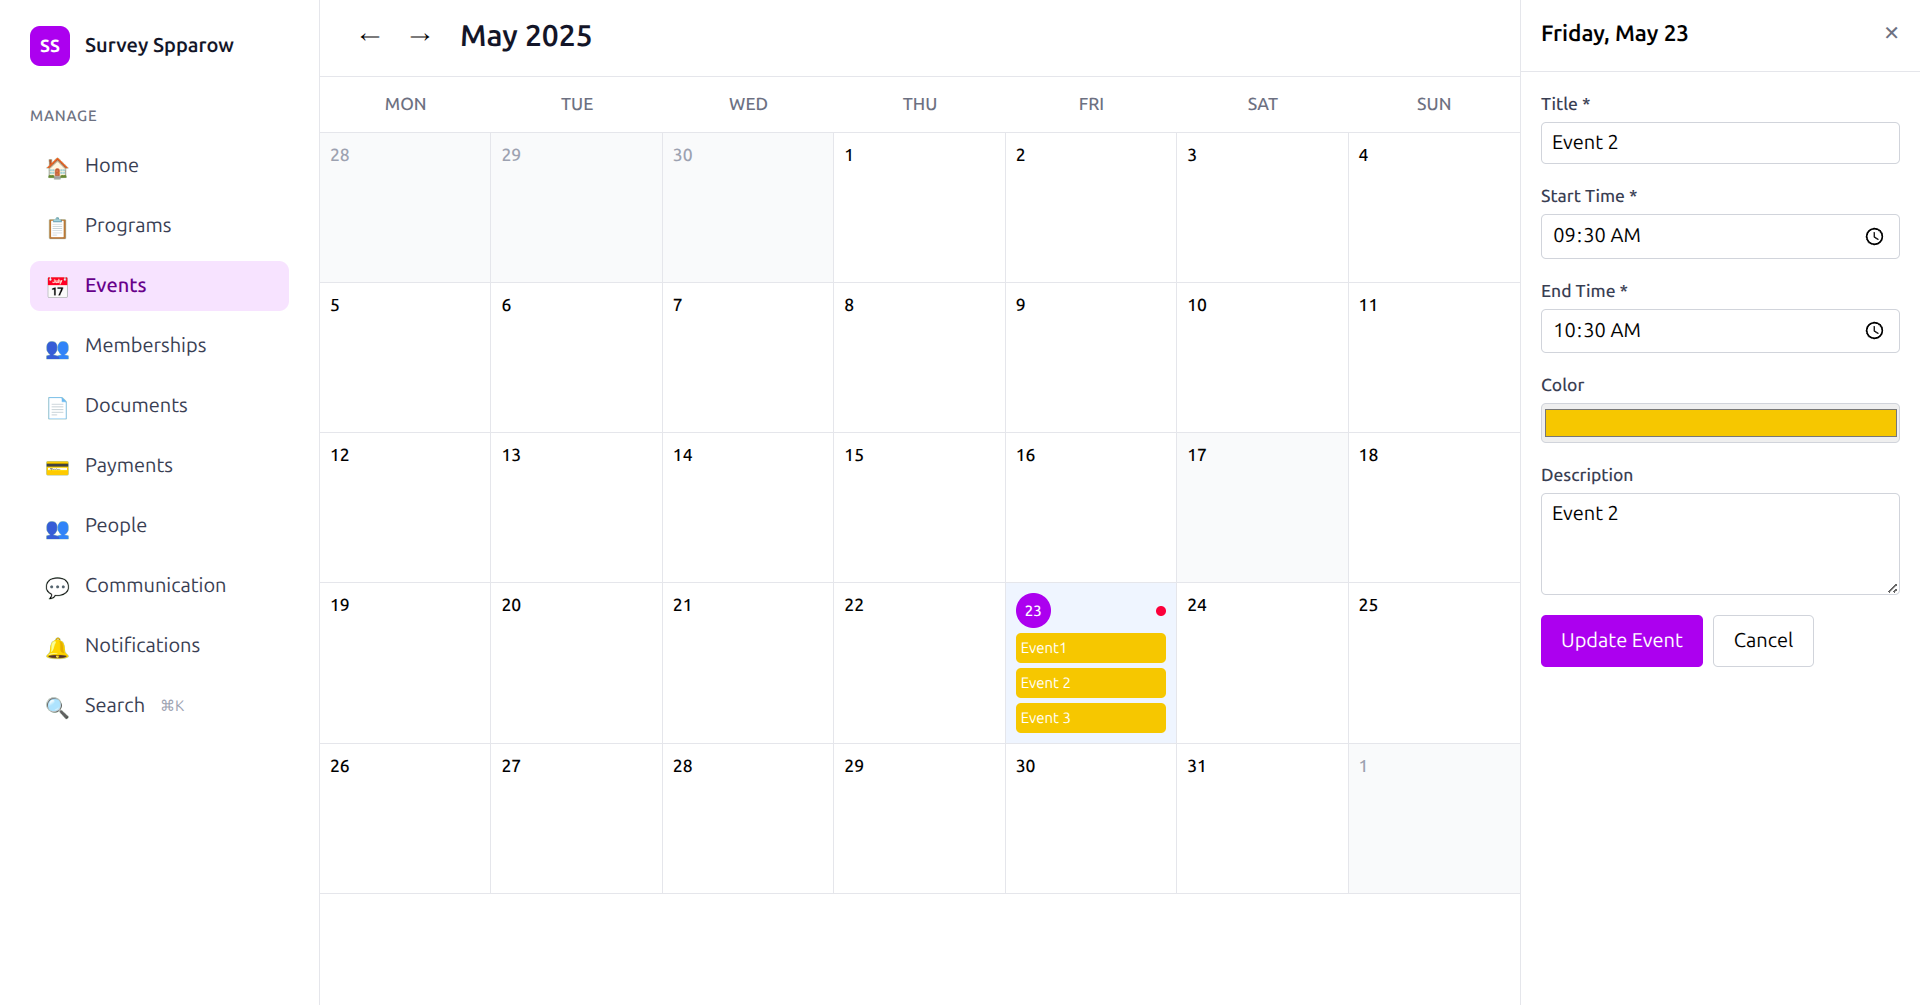 SS Survey Spparow
MANAGE
🏠 Home
📋 Programs
📅 Events
👥 Memberships
📄 Documents
💳 Payments
👥 People
💬 Communication
🔔 Notifications
🔍 Search ⌘K
← → May 2025
MON TUE WED THU FRI SAT SUN
28 29 30 1 2 3 4
5 6 7 8 9 10 11
12 13 14 15 16 17 18
19 20 21 22 23 24 25
Event1
Event 2
Event 3
26 27 28 29 30 31 1
Friday, May 23 ✕
Title *
Event 2
Start Time *
09:30 AM
End Time *
10:30 AM
Color
Description
Event 2
Update Event Cancel